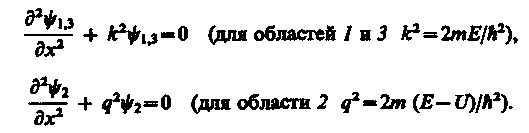 ∂²ψ₁,₃/∂x² + k²ψ₁,₃=0 (для областей 1 и 3 k²=2mE/ħ²),
∂²ψ₂/∂x² + q²ψ₂=0 (для области 2 q²=2m (E−U)/ħ²).